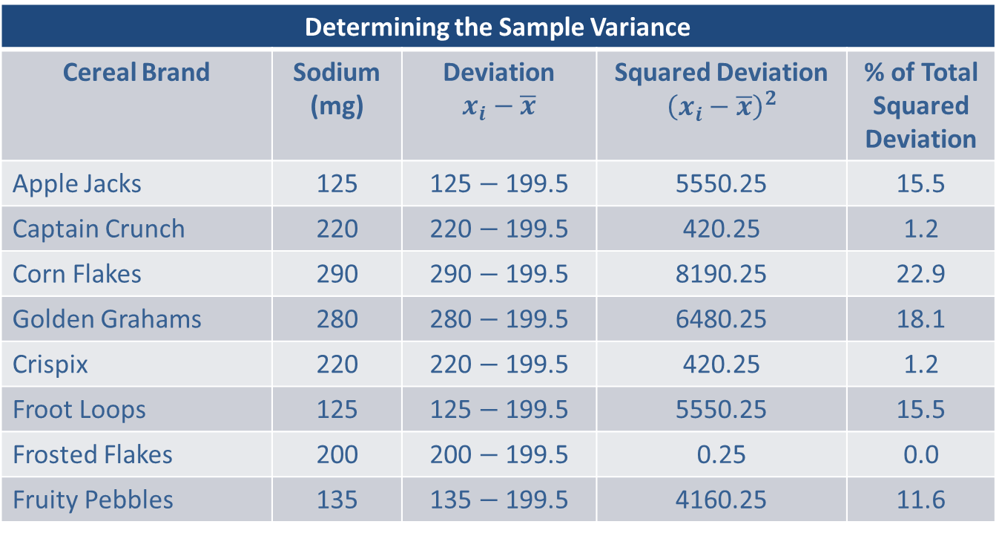 Determining the Sample Variance
Cereal Brand Sodium (mg) Deviation xᵢ − x̅ Squared Deviation (xᵢ − x̅)² % of Total Squared Deviation
Apple Jacks 125 125 − 199.5 5550.25 15.5
Captain Crunch 220 220 − 199.5 420.25 1.2
Corn Flakes 290 290 − 199.5 8190.25 22.9
Golden Grahams 280 280 − 199.5 6480.25 18.1
Crispix 220 220 − 199.5 420.25 1.2
Froot Loops 125 125 − 199.5 5550.25 15.5
Frosted Flakes 200 200 − 199.5 0.25 0.0
Fruity Pebbles 135 135 − 199.5 4160.25 11.6